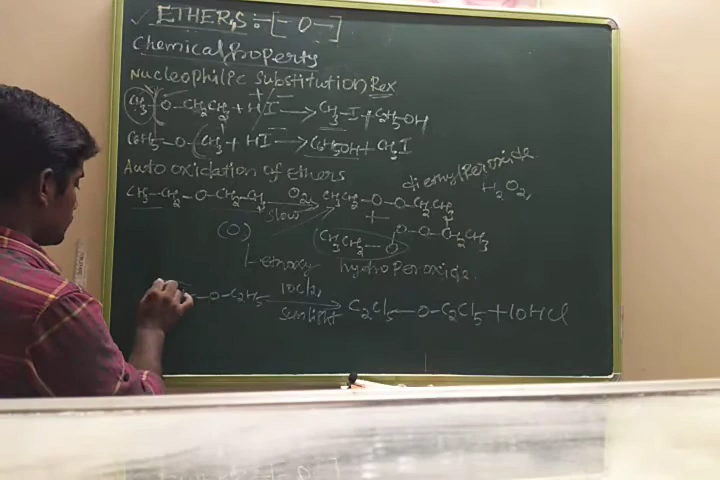 ✓ ETHERS :- [- O -]
Chemical Property
Nucleophilic Substitution Rex
CH3 - O - CH2CH3 + HI → CH3 - I + C2H5OH
C6H5 - O - CH3 + HI → C6H5OH + CH3I
Auto oxidation of ethers
CH3 - CH2 - O - CH2 - CH3 O2 slow → CH3CH2 - O - O - CH2CH3
diethyl Peroxide.
H2O2,
+
(O)
CH3CH2 - O
O - O - CH2CH3
1-ethoxy hydroPeroxide.
- O - C2H5 10Cl2, sunlight → C2Cl5 - O - C2Cl5 + 10HCl